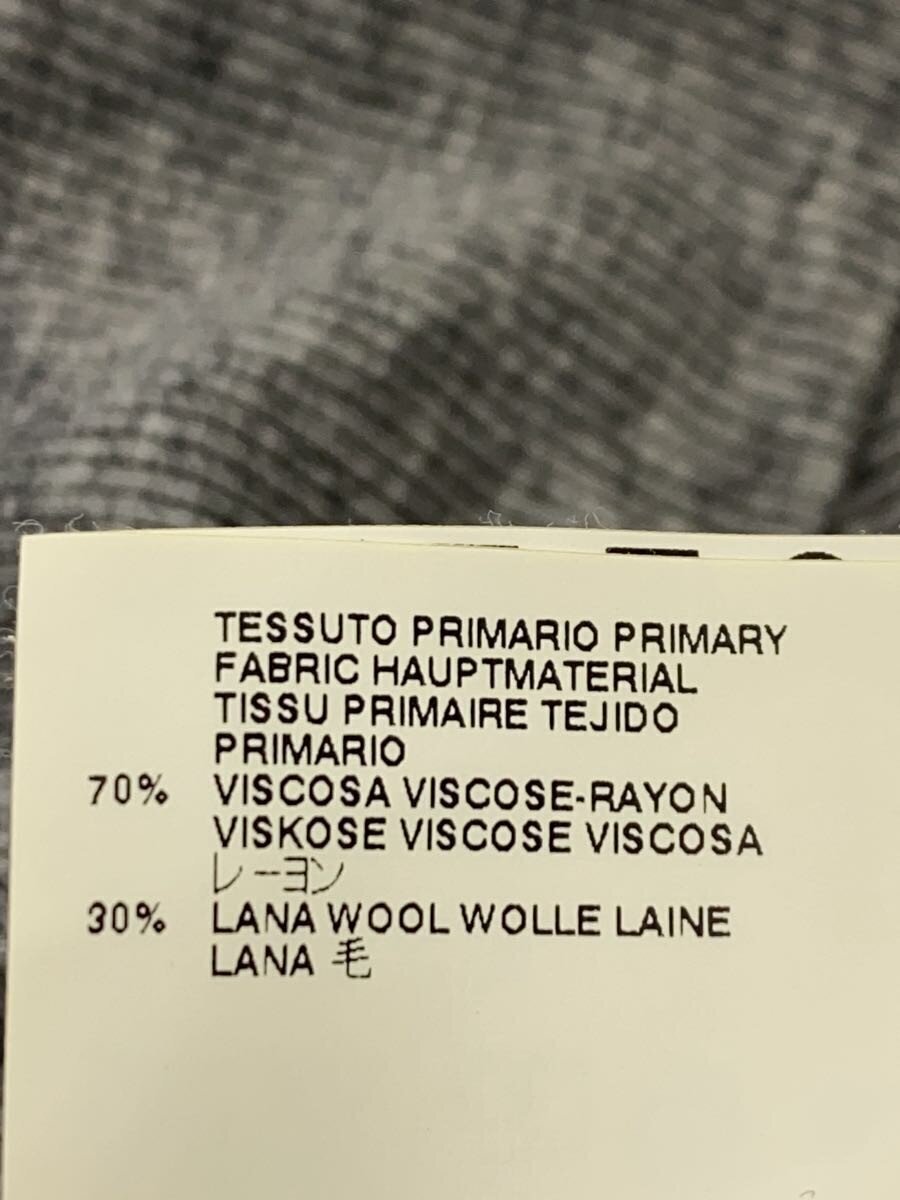 TESSUTO PRIMARIO PRIMARY
FABRIC HAUPTMATERIAL
TISSU PRIMAIRE TEJIDO
PRIMARIO
70% VISCOSA VISCOSE-RAYON
VISKOSE VISCOSE VISCOSA
レーヨン
30% LANA WOOL WOLLE LAINE
LANA 毛